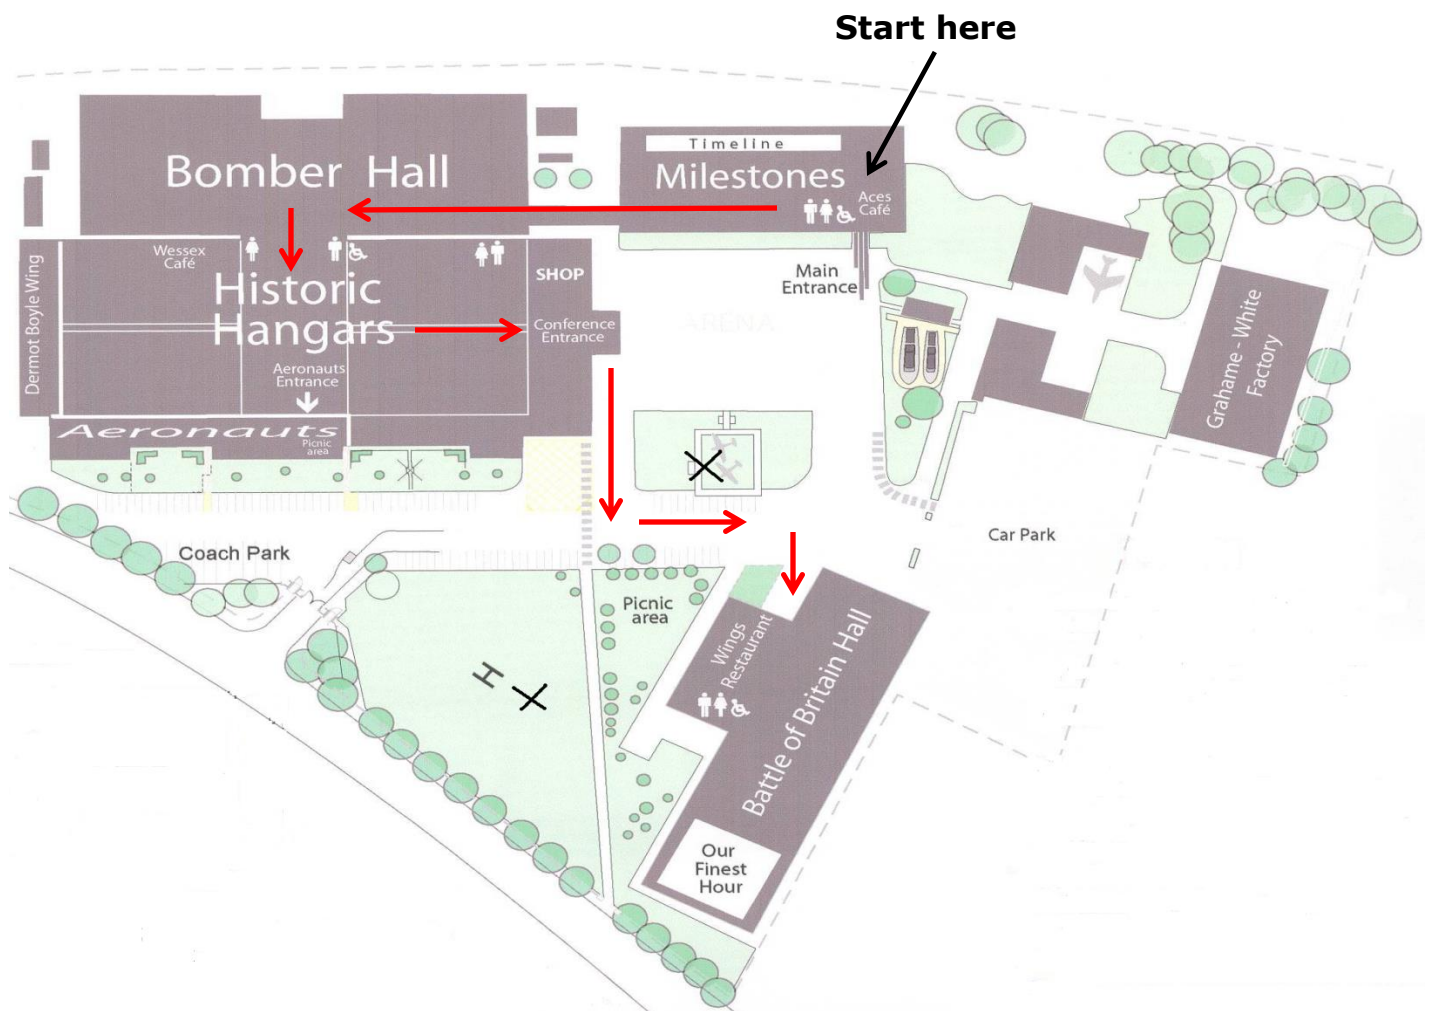 Start here
Timeline
Milestones
Aces
Café
Bomber Hall
Wessex
Café
SHOP
Main
Entrance
Historic
Hangars
Conference
Entrance
ARENA
Dermot Boyle Wing
Aeronauts
Entrance
Aeronauts
Picnic
area
Grahame - White
Factory
Coach Park
Car Park
Picnic
area
H
Wings
Restaurant
Battle of Britain Hall
Our
Finest
Hour